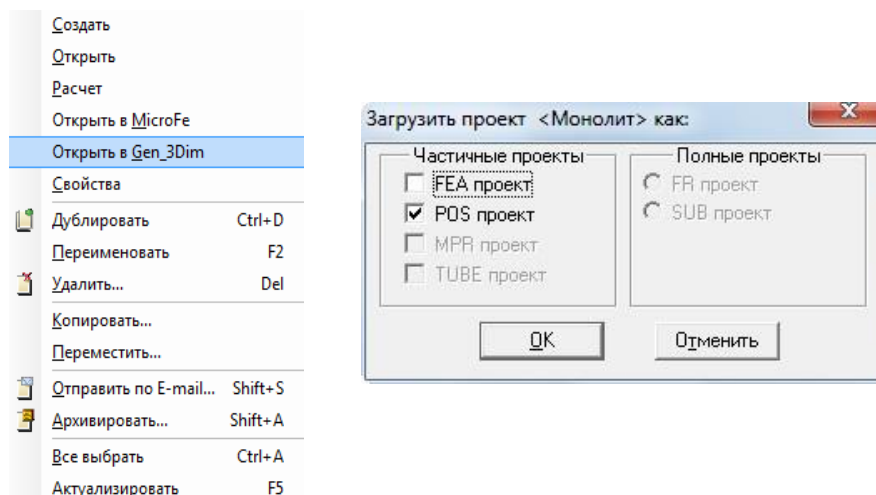 Создать
Открыть
Расчет
Открыть в MicroFe
Открыть в Gen_3Dim
Свойства
Дублировать Ctrl+D
Переименовать F2
Удалить... Del
Копировать...
Переместить...
Отправить по E-mail... Shift+S
Архивировать... Shift+A
Все выбрать Ctrl+A
Актуализировать F5
Загрузить проект <Монолит> как:
Частичные проекты
FEA проект
POS проект
MPR проект
TUBE проект
Полные проекты
FR проект
SUB проект
OK
Отменить